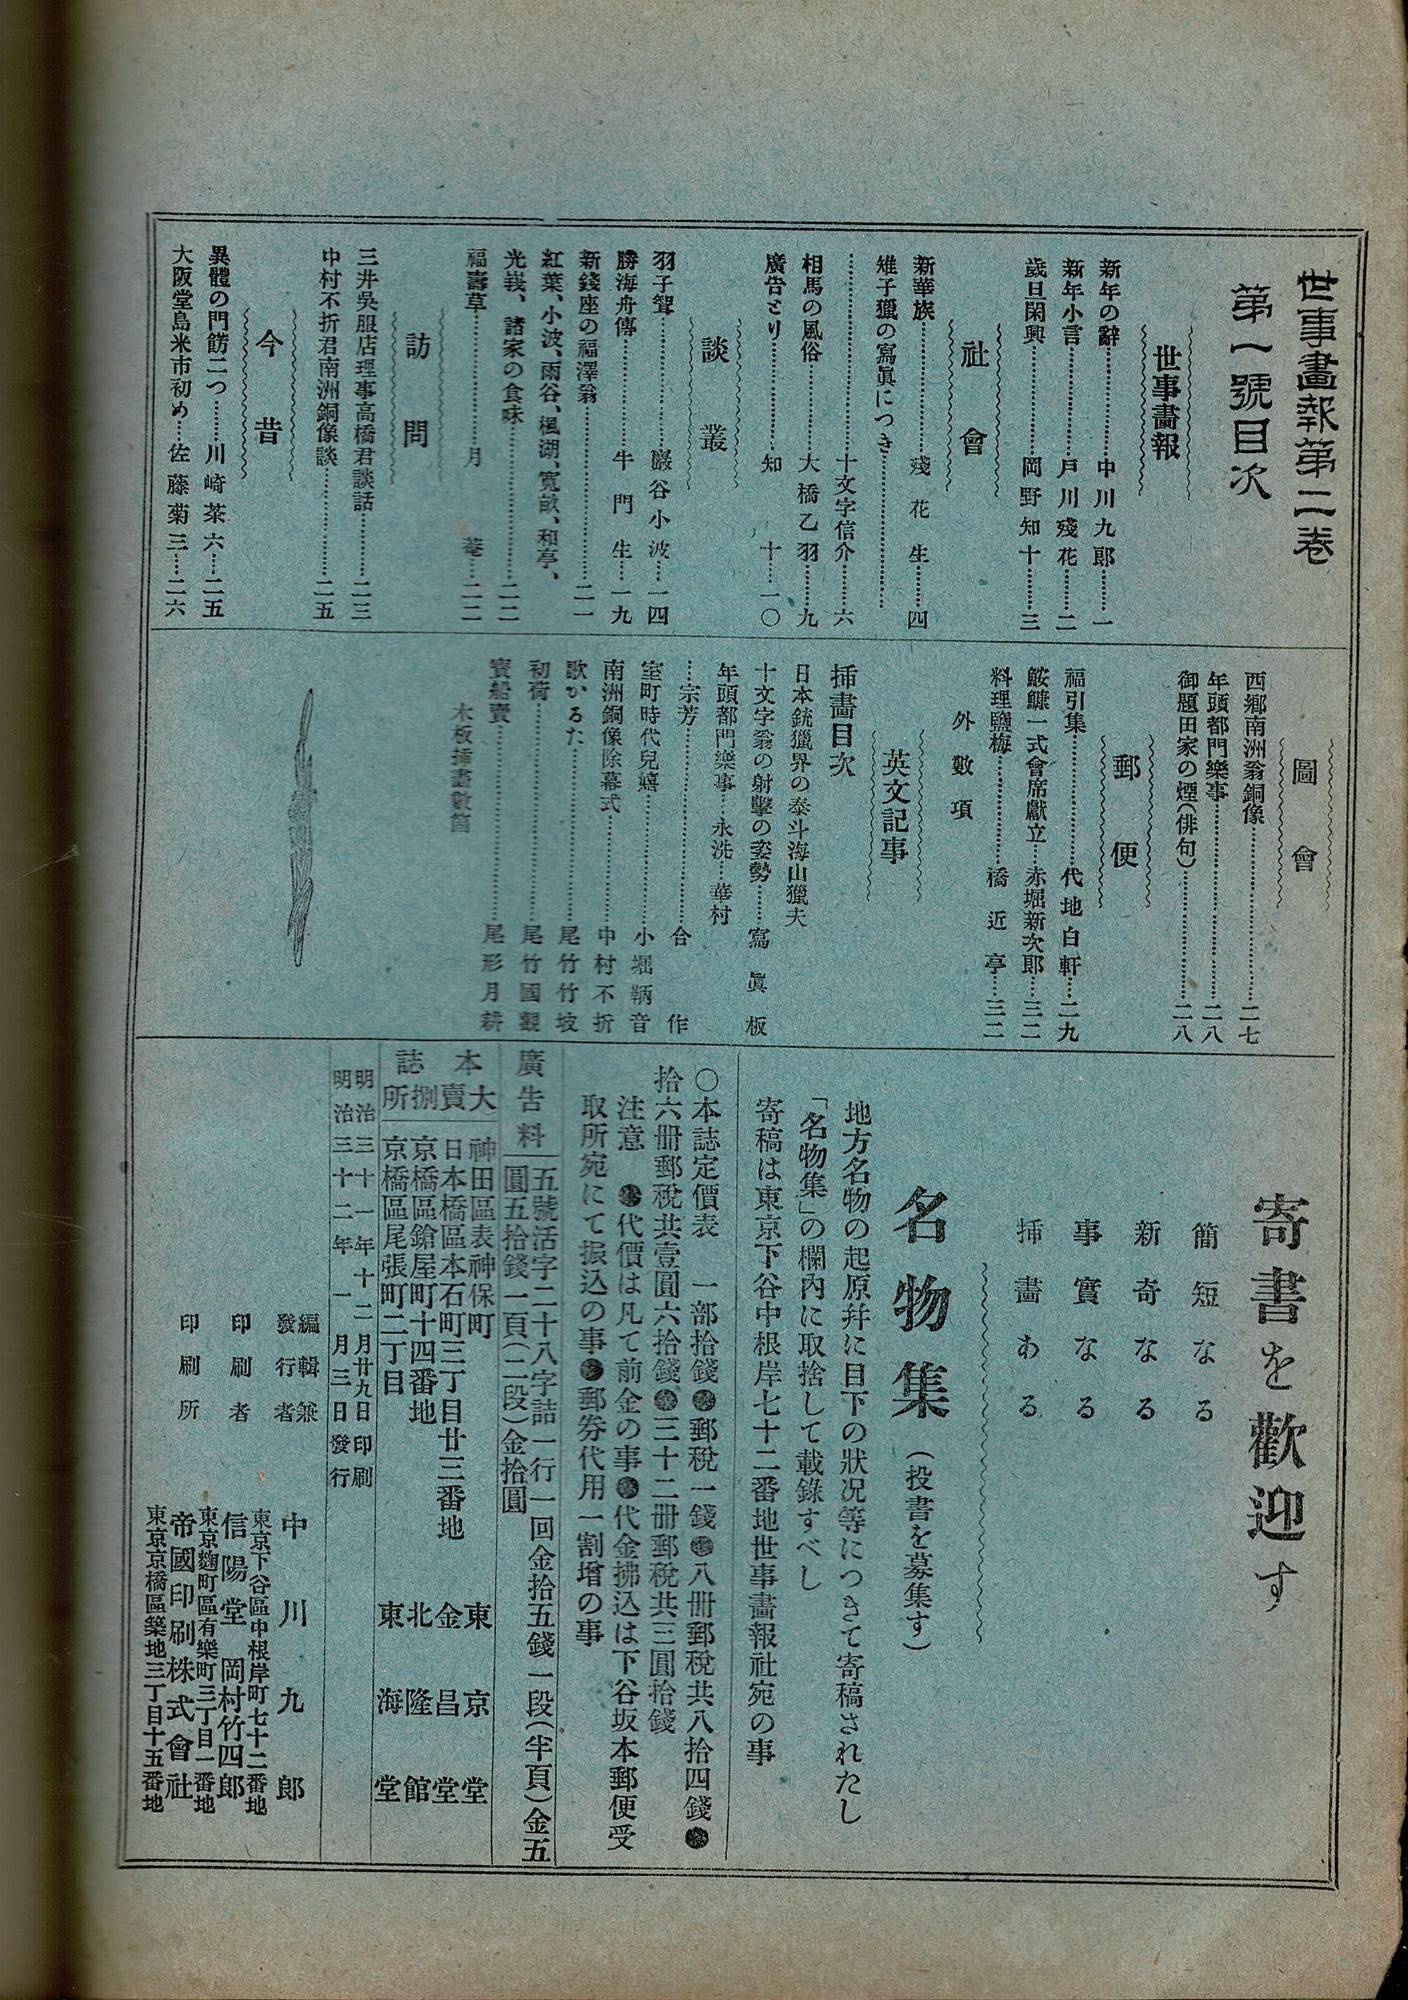 世事畫報第二卷
第一號目次
世事畫報
新年の辭………中川九郎……一
新年小言………戸川殘花……二
歲旦閑興………岡野知十……三
社會
新華族………殘花生……四
雉子獵の寫眞につき………
………十文字信介……六
相馬の風俗………大橋乙羽…九
廣告とり………知十…一〇
談叢
羽子聟………巖谷小波…一四
勝海舟傳………牛門生…一九
新錢座の福澤翁………二一
紅葉、小波、雨谷、楓湖、寬畝、和亭、
光峩、諸家の食味………二二
福壽草………月菴…二二
訪問
三井吳服店理事高橋君談話………二三
中村不折君南洲銅像談………二五
今昔
異體の門餝二つ……川崎茶六…二五
大阪堂島米市初め…佐藤菊三…二六
圖會
西鄕南洲翁銅像………二七
年頭都門樂事………二八
御題田家の煙(俳句)………二八
郵便
福引集………代地白軒…二九
鮟鱇一式會席獻立…赤堀新次郎…三二
料理鹽梅………橋近亭…三二
外數項
英文記事
挿畫目次
日本銃獵界の泰斗海山獵夫
十文字翁の射擊の姿勢……寫眞板
年頭都門樂事…永洗…華村
…宗芳………合作
室町時代兒嬉………小堀鞆音
南洲銅像除幕式………中村不折
歌かるた………尾竹竹坡
初荷………尾竹國觀
寶船賣………尾形月耕
木板挿畫數箇
寄書を歡迎す
簡短なる
新奇なる
事實なる
挿畫ある
名物集(投書を募集す)
地方名物の起原幷に目下の狀况等につきて寄稿されたし
「名物集」の欄內に取捨して載錄すべし
寄稿は東京下谷中根岸七十二番地世事畫報社宛の事
○本誌定價表　一部拾錢●郵稅一錢●八册郵稅共八拾四錢●
拾六册郵稅共壹圓六拾錢●三十二册郵稅共三圓拾錢
注意　●代價は凡て前金の事●代金拂込は下谷坂本郵便受
取所宛にて振込の事●郵券代用一割增の事
廣告料
五號活字二十八字詰一行一回金拾五錢一段(半頁)金五
圓五拾錢一頁(二段)金拾圓
本誌
大賣捌所
神田區表神保町　東京堂
日本橋區本石町三丁目廿三番地　金昌堂
京橋區鎗屋町十四番地　北隆館
京橋區尾張町二丁目　東海堂
明治三十一年十二月廿九日印刷
明治三十二年一月三日發行
編輯兼
發行者　中川九郎
東京下谷區中根岸町七十二番地
印刷者　信陽堂　岡村竹四郎
東京麴町區有樂町三丁目一番地
印刷所　帝國印刷株式會社
東京京橋區築地三丁目十五番地